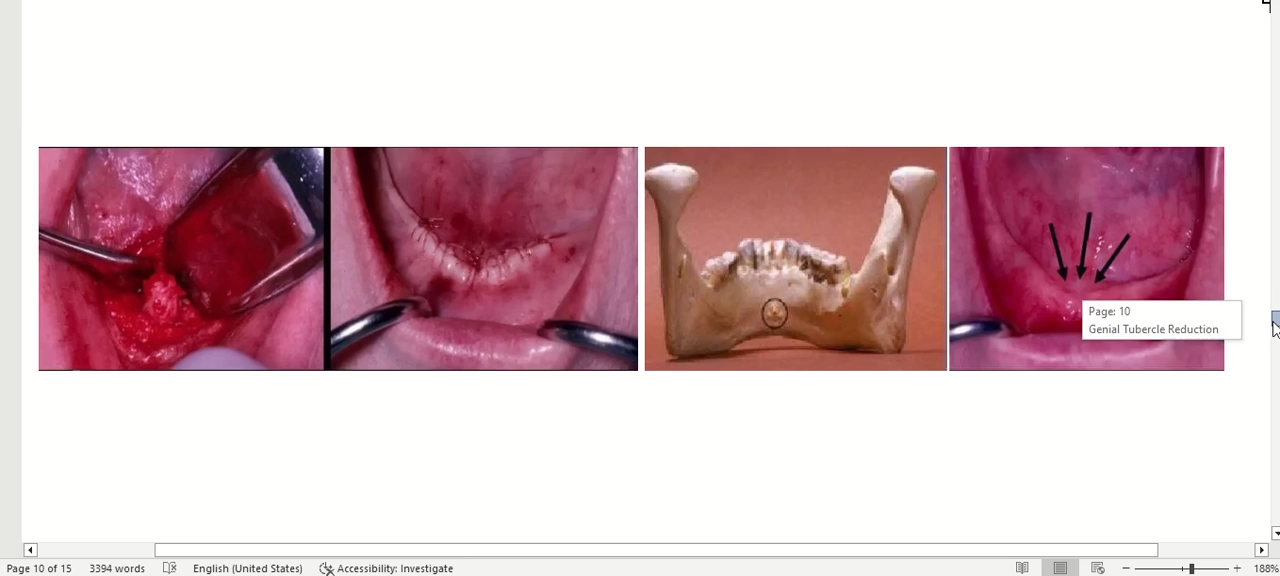 Page: 10
Genial Tubercle Reduction
Page 10 of 15
3394 words
English (United States)
Accessibility: Investigate
188%